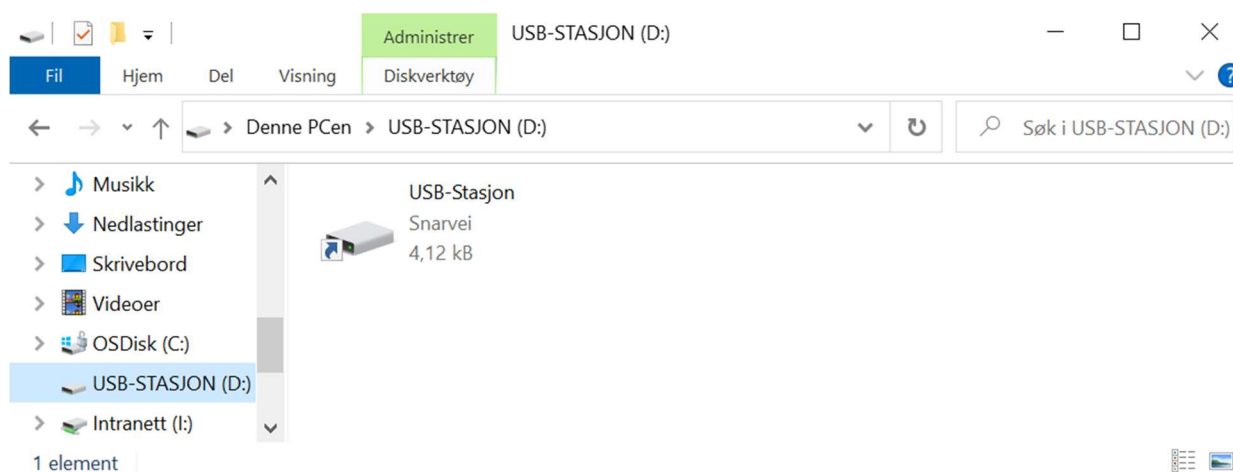 Administrer
USB-STASJON (D:)
Fil
Hjem
Del
Visning
Diskverktøy
?
Denne PCen > USB-STASJON (D:)
Søk i USB-STASJON (D:)
Musikk
Nedlastinger
Skrivebord
Videoer
OSDisk (C:)
USB-STASJON (D:)
Intranett (I:)
USB-Stasjon
Snarvei
4,12 kB
1 element